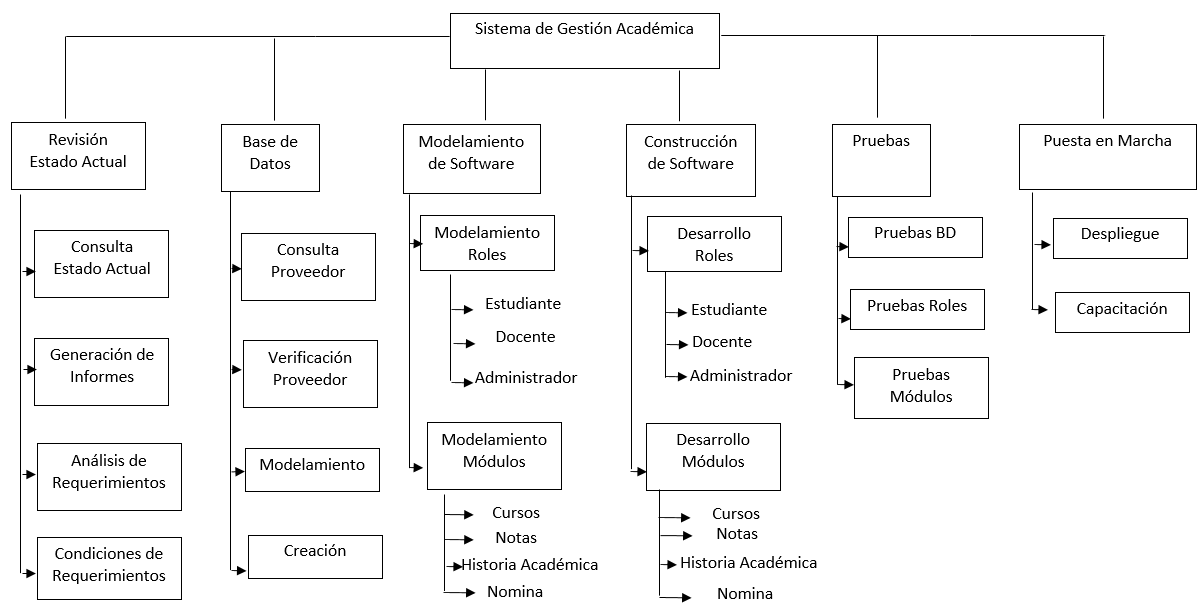 Sistema de Gestión Académica
Revisión
Estado Actual
Consulta
Estado Actual
Generación de
Informes
Análisis de
Requerimientos
Condiciones de
Requerimientos
Base de
Datos
Consulta
Proveedor
Verificación
Proveedor
Modelamiento
Creación
Modelamiento
de Software
Modelamiento
Roles
Estudiante
Docente
Administrador
Modelamiento
Módulos
Cursos
Notas
Historia Académica
Nomina
Construcción
de Software
Desarrollo
Roles
Estudiante
Docente
Administrador
Desarrollo
Módulos
Cursos
Notas
Historia Académica
Nomina
Pruebas
Pruebas BD
Pruebas Roles
Pruebas
Módulos
Puesta en Marcha
Despliegue
Capacitación